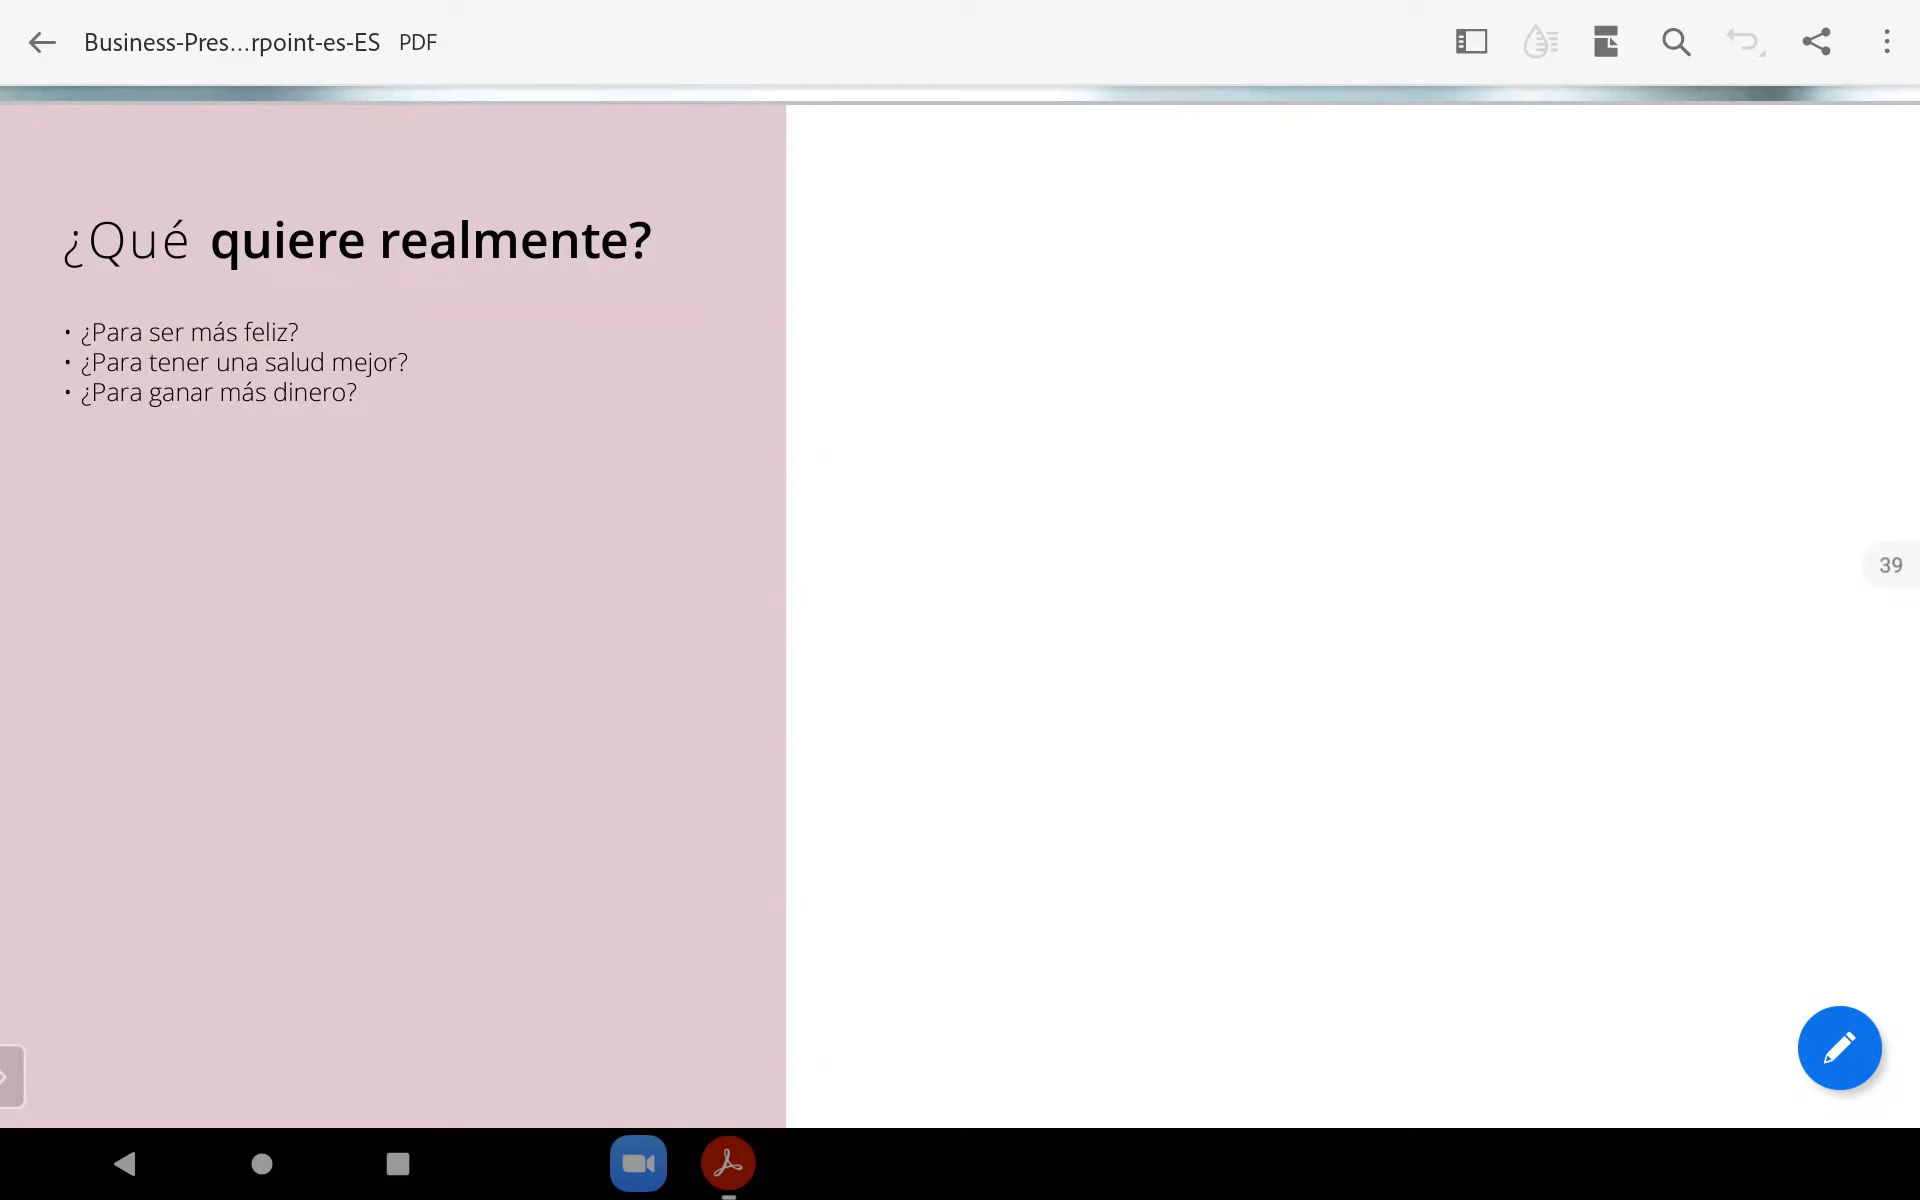 Business-Pres...rpoint-es-ES PDF
¿Qué quiere realmente?
• ¿Para ser más feliz?
• ¿Para tener una salud mejor?
• ¿Para ganar más dinero?
39